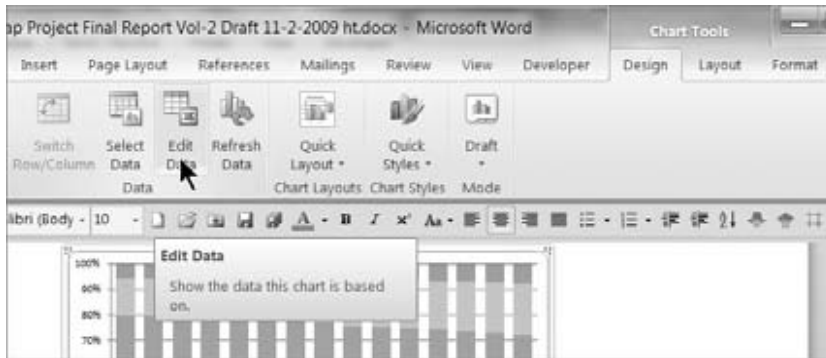 ap Project Final Report Vol-2 Draft 11-2-2009 ht.docx - Microsoft Word
Chart Tools
Insert Page Layout References Mailings Review View Developer Design Layout Format
Switch Select Edit Refresh Quick Quick Draft
Row/Column Data Data Data Layout Styles
Data Chart Layouts Chart Styles Mode
libri (Body 10 A B I x² Aa
Edit Data
Show the data this chart is based
on.
100%
90%
80%
70%